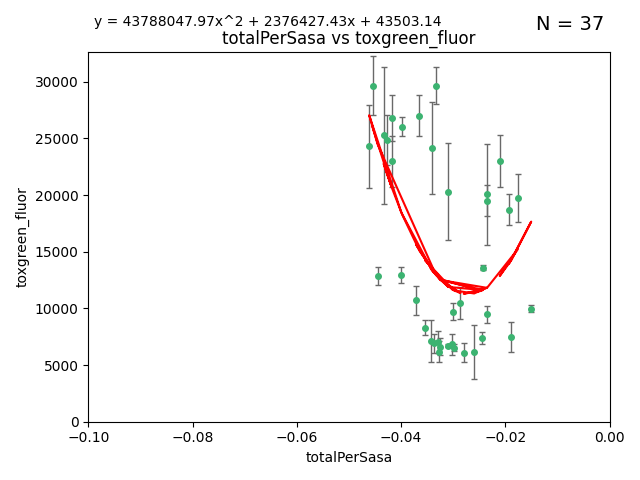 y = 43788047.97x^2 + 2376427.43x + 43503.14
N = 37
totalPerSasa vs toxgreen_fluor
30000
25000
20000
15000
10000
5000
0
toxgreen_fluor
−0.10 −0.08 −0.06 −0.04 −0.02 0.00
totalPerSasa